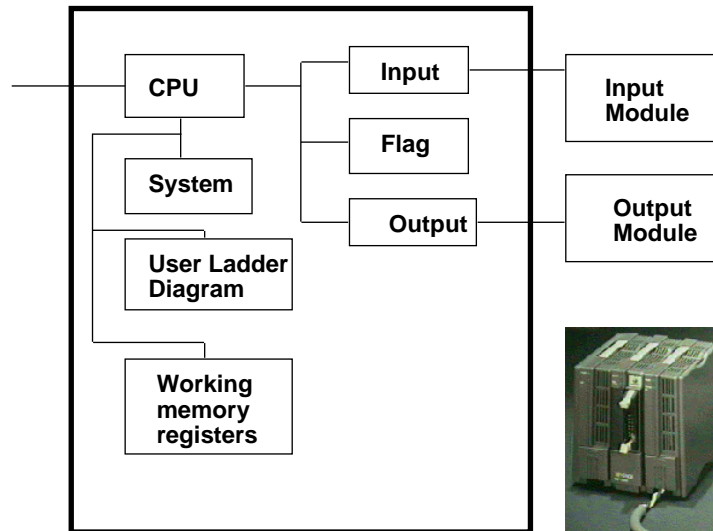 CPU
System
User Ladder
Diagram
Working
memory
registers
Input
Flag
Output
Input
Module
Output
Module